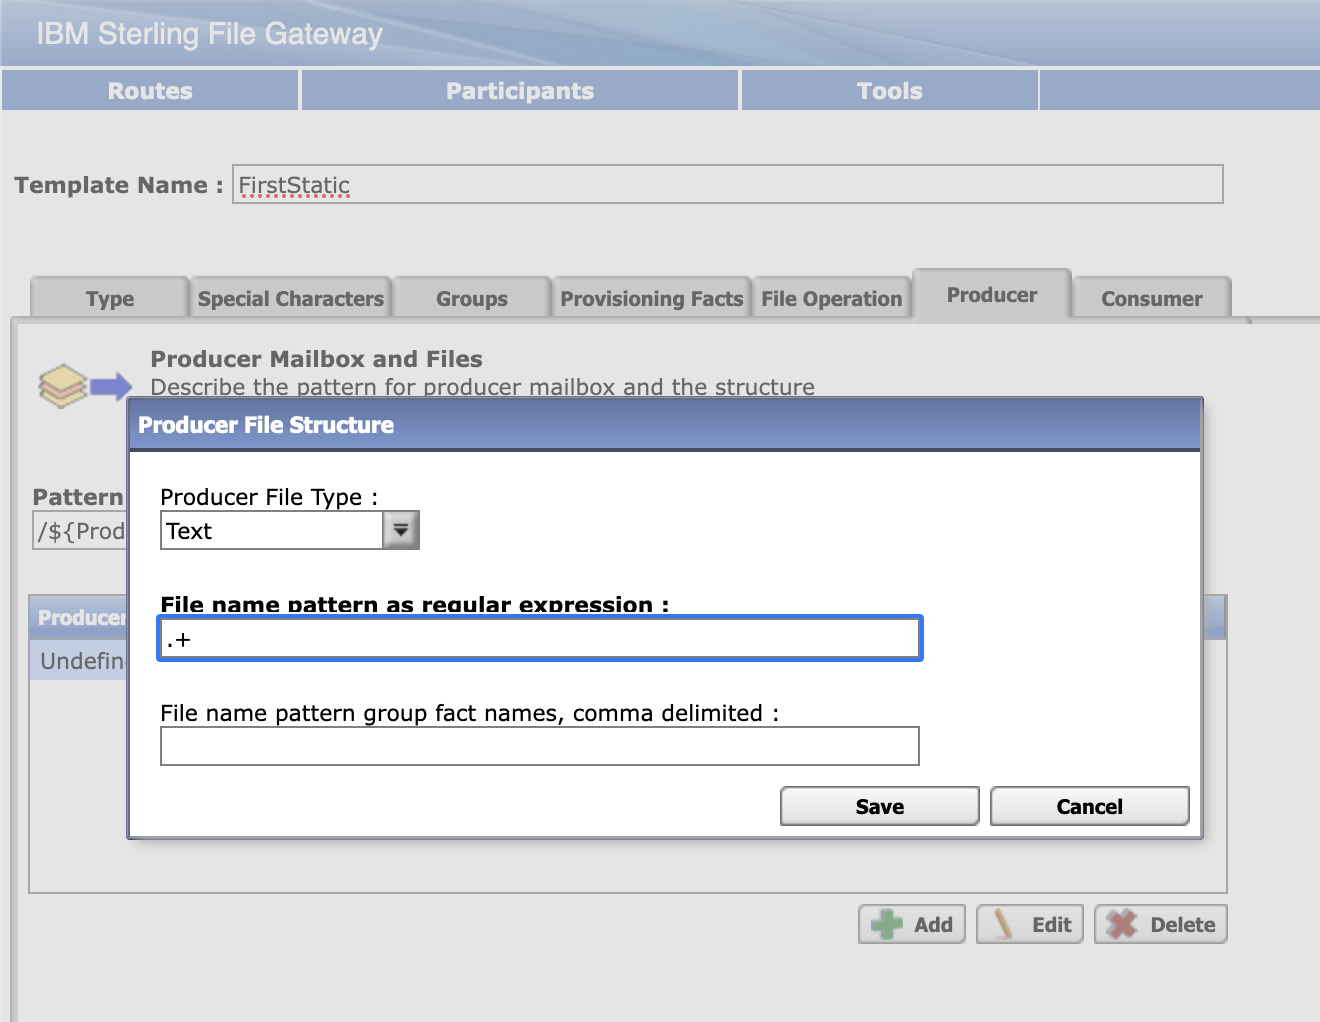 IBM Sterling File Gateway
Routes Participants Tools
Template Name : FirstStatic
Type Special Characters Groups Provisioning Facts File Operation Producer Consumer
Producer Mailbox and Files
Describe the pattern for producer mailbox and the structure
Producer File Structure
Pattern
/${Prod
Producer
Undefin
Producer File Type :
Text
File name pattern as regular expression :
.+
File name pattern group fact names, comma delimited :
Save Cancel
Add Edit Delete